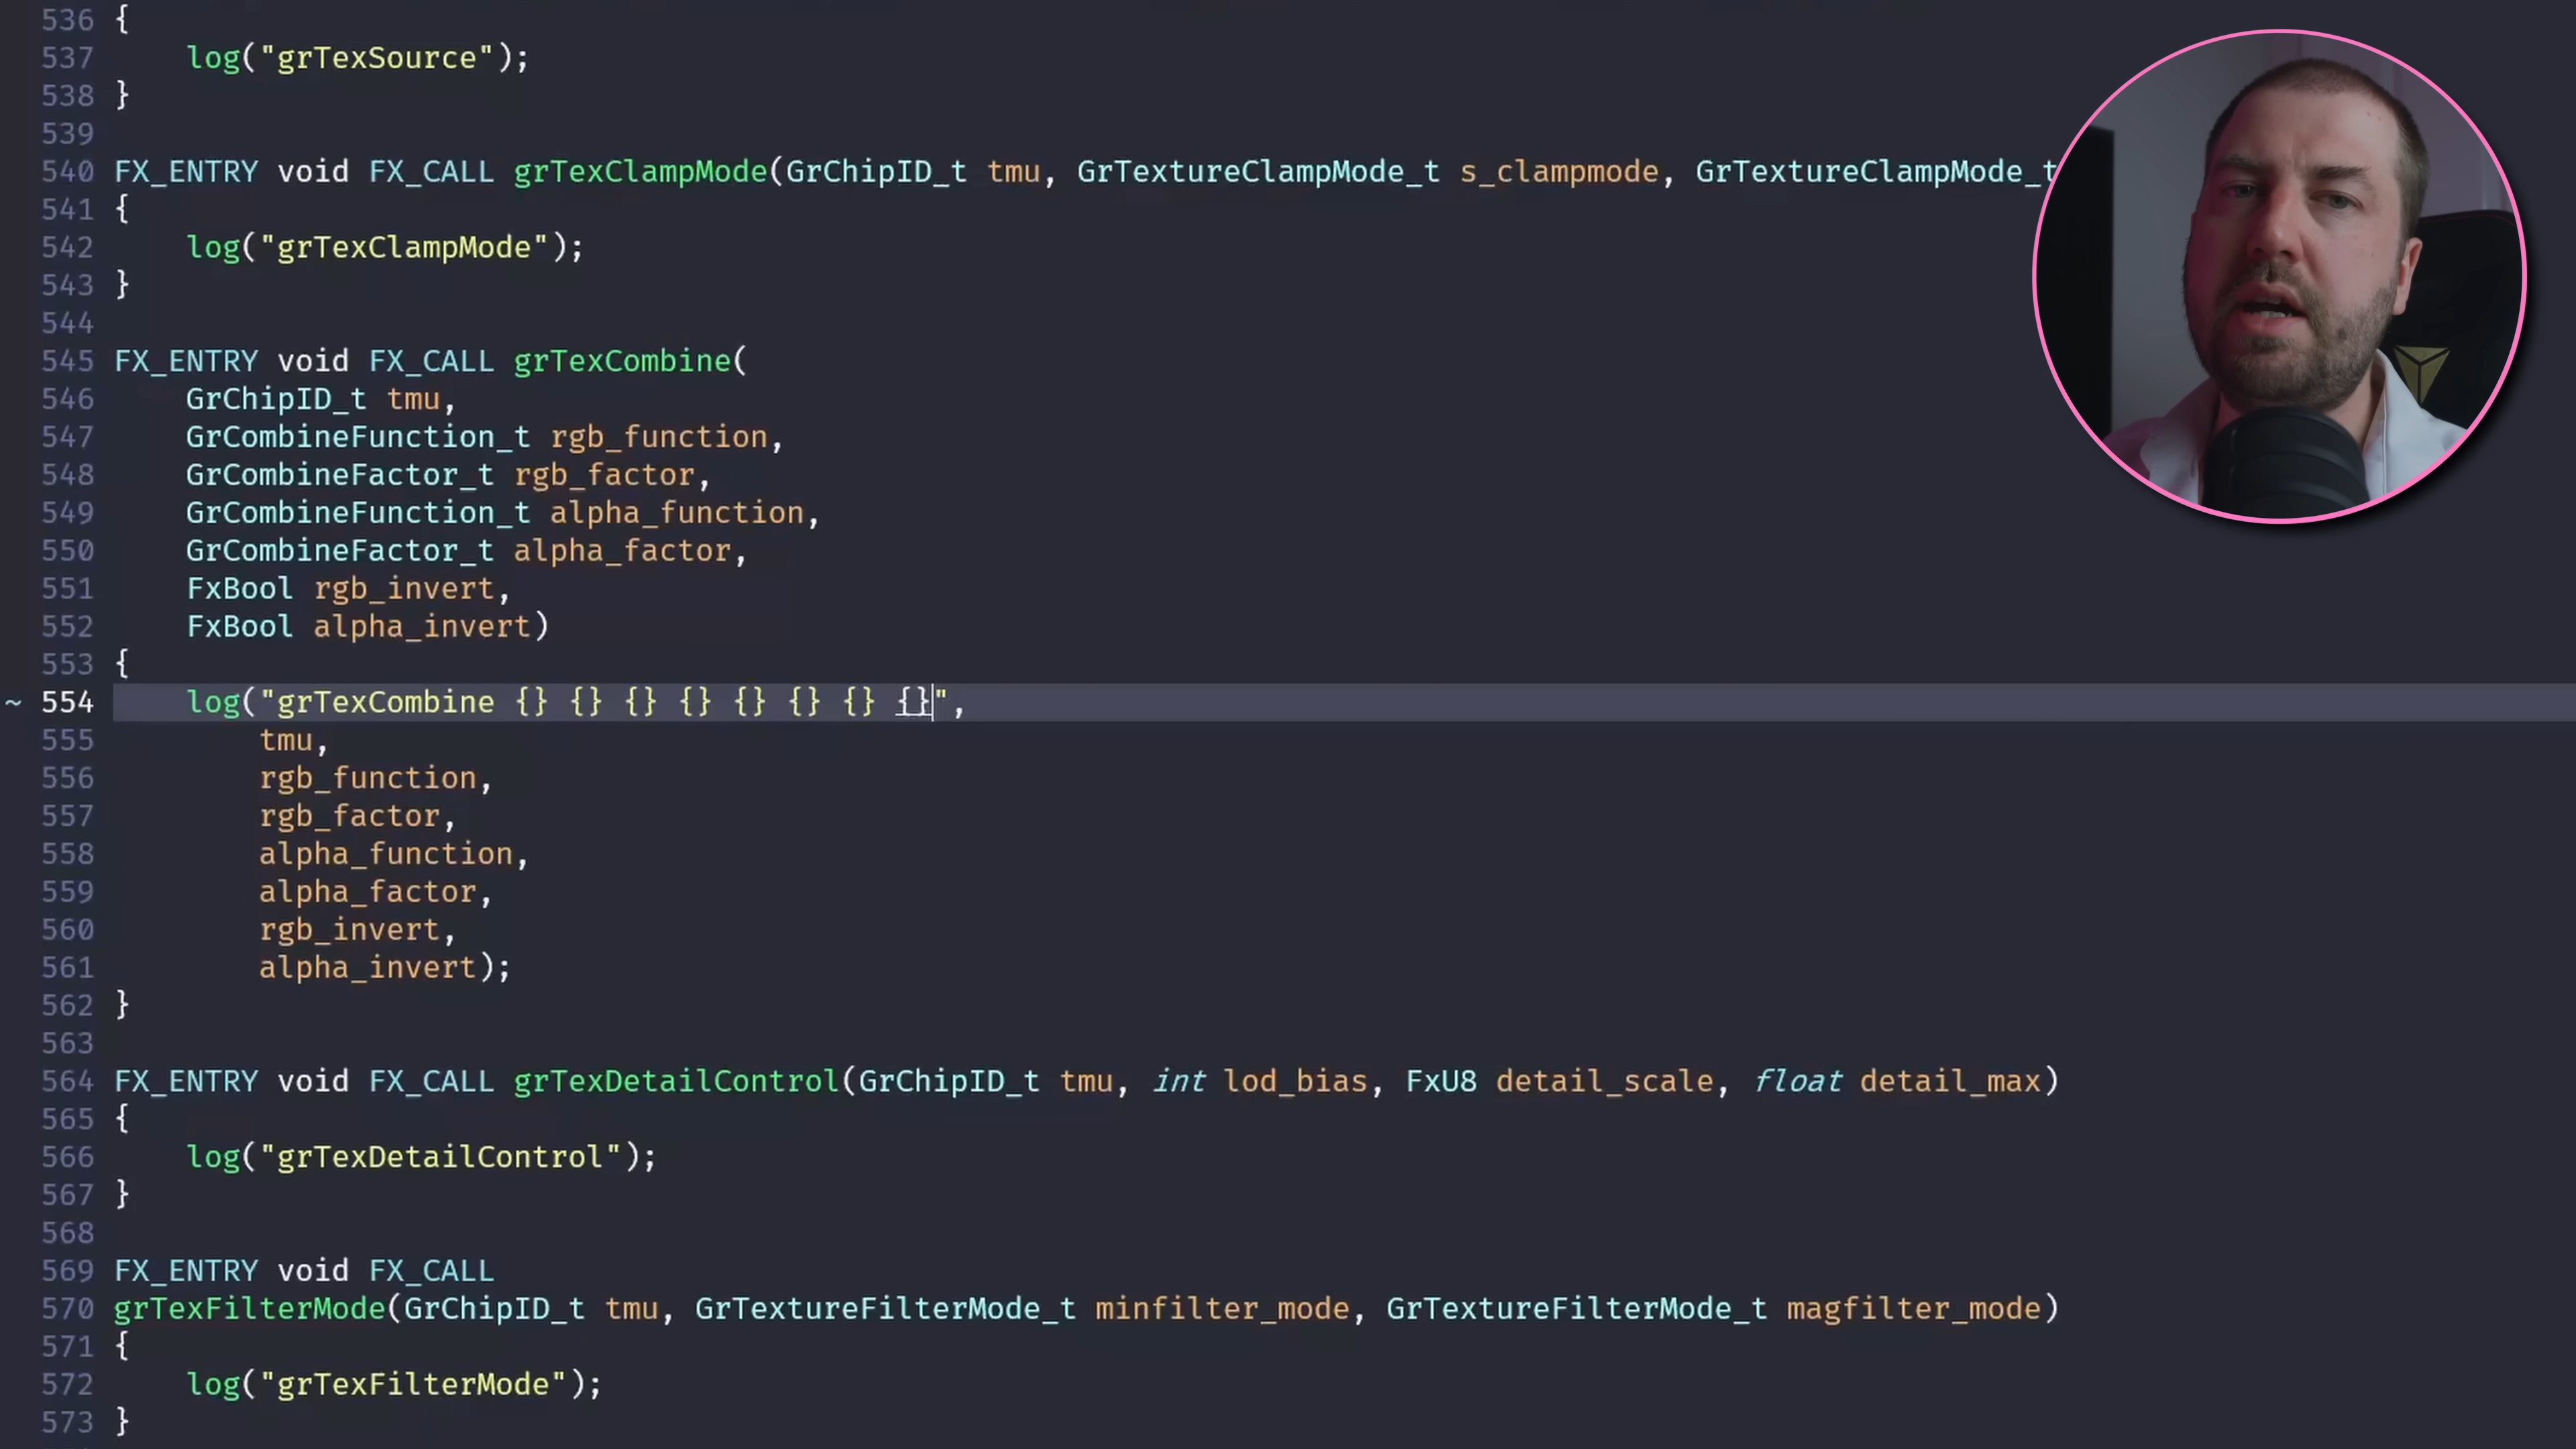 536 {
537     log("grTexSource");
538 }
539
540 FX_ENTRY void FX_CALL grTexClampMode(GrChipID_t tmu, GrTextureClampMode_t s_clampmode, GrTextureClampMode_t
541 {
542     log("grTexClampMode");
543 }
544
545 FX_ENTRY void FX_CALL grTexCombine(
546     GrChipID_t tmu,
547     GrCombineFunction_t rgb_function,
548     GrCombineFactor_t rgb_factor,
549     GrCombineFunction_t alpha_function,
550     GrCombineFactor_t alpha_factor,
551     FxBool rgb_invert,
552     FxBool alpha_invert)
553 {
~ 554     log("grTexCombine {} {} {} {} {} {} {} {}",
555         tmu,
556         rgb_function,
557         rgb_factor,
558         alpha_function,
559         alpha_factor,
560         rgb_invert,
561         alpha_invert);
562 }
563
564 FX_ENTRY void FX_CALL grTexDetailControl(GrChipID_t tmu, int lod_bias, FxU8 detail_scale, float detail_max)
565 {
566     log("grTexDetailControl");
567 }
568
569 FX_ENTRY void FX_CALL
570 grTexFilterMode(GrChipID_t tmu, GrTextureFilterMode_t minfilter_mode, GrTextureFilterMode_t magfilter_mode)
571 {
572     log("grTexFilterMode");
573 }